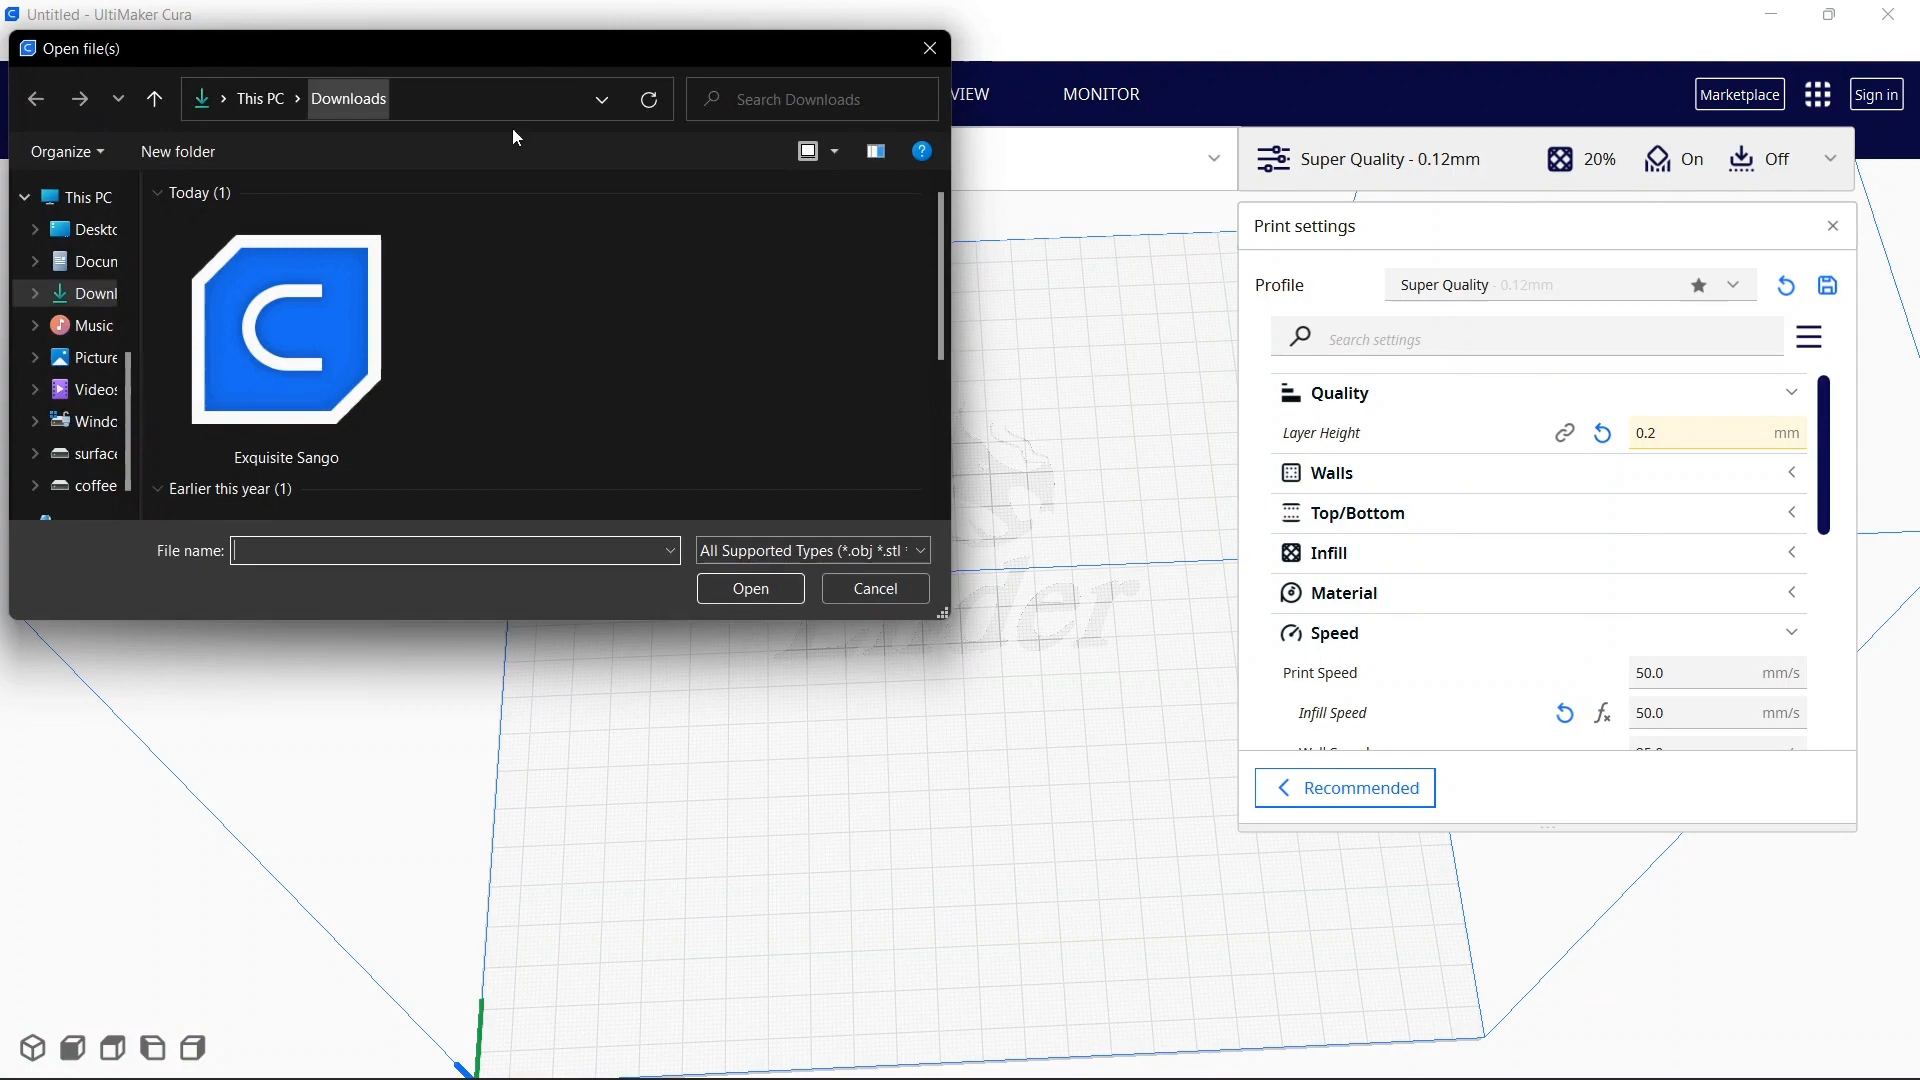 Untitled - UltiMaker Cura
Open file(s)
This PC
Downloads
Search Downloads
VIEW
MONITOR
Marketplace
Sign in
Organize
New folder
Super Quality - 0.12mm
20%
On
Off
Today (1)
This PC
Deskto
Docun
Downl
Music
Picture
Videos
Windo
surface
coffee
Exquisite Sango
Earlier this year (1)
File name:
All Supported Types (*.obj *.stl
Open
Cancel
Print settings
Profile
Super Quality - 0.12mm
Search settings
Quality
Layer Height
0.2
mm
Walls
Top/Bottom
Infill
Material
Speed
Print Speed
50.0
mm/s
Infill Speed
50.0
mm/s
Recommended